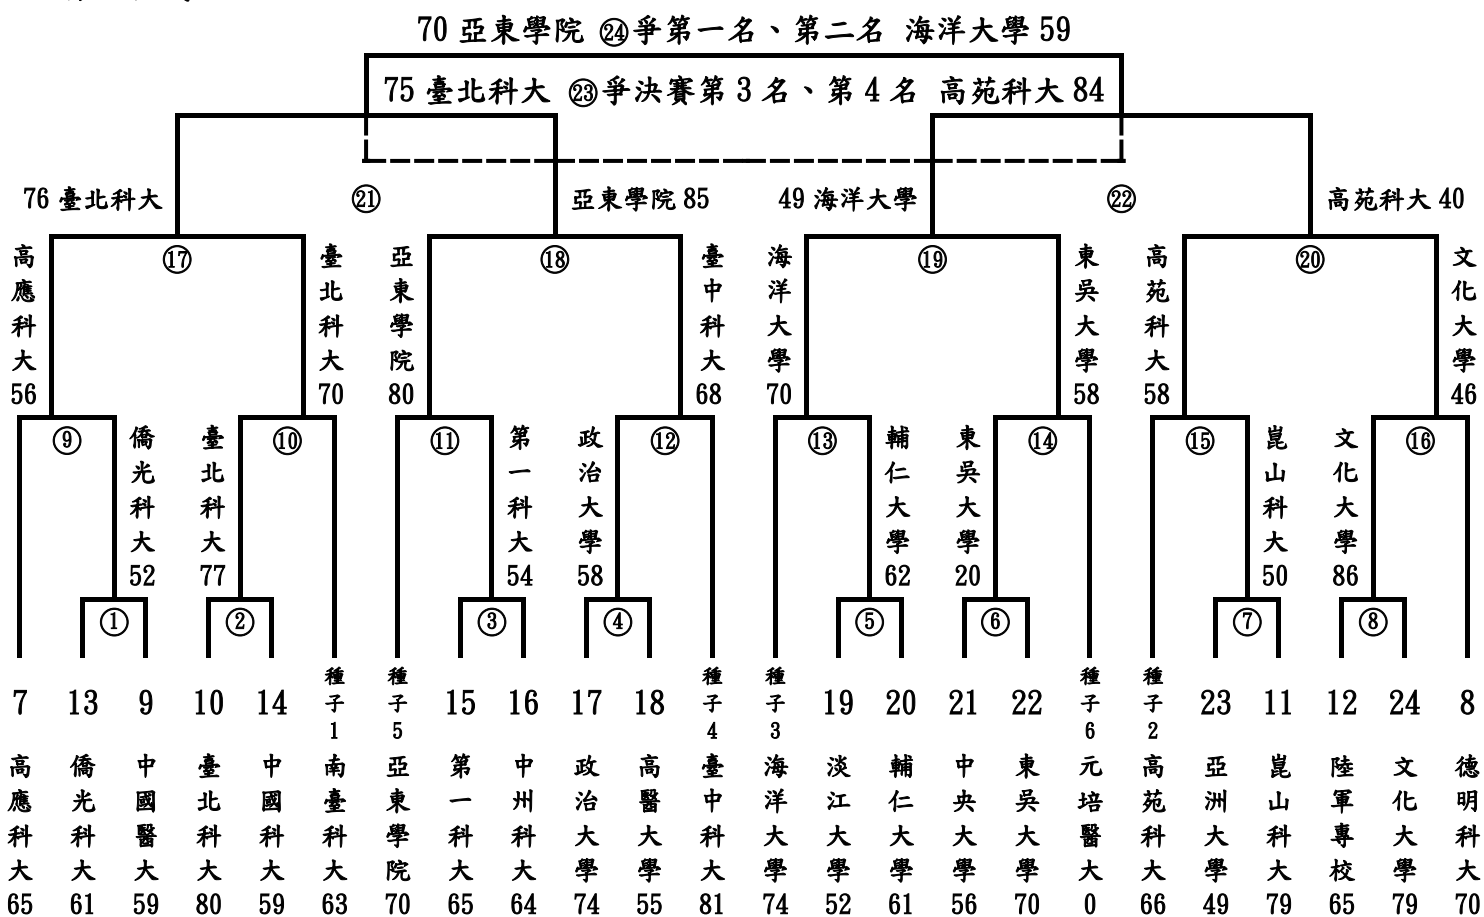 70 亞東學院 ㉔爭第一名、第二名 海洋大學 59
75 臺北科大 ㉓爭決賽第 3 名、第 4 名 高苑科大 84
76 臺北科大 ㉑ 亞東學院 85 49 海洋大學 ㉒ 高苑科大 40
⑰ ⑱ ⑲ ⑳
高應科大 56
臺北科大 70
亞東學院 80
臺中科大 68
海洋大學 70
東吳大學 58
高苑科大 58
文化大學 46
⑨ ⑩ ⑪ ⑫ ⑬ ⑭ ⑮ ⑯
僑光科大 52
臺北科大 77
第一科大 54
政治大學 58
輔仁大學 62
東吳大學 20
崑山科大 50
文化大學 86
① ② ③ ④ ⑤ ⑥ ⑦ ⑧
7 高應科大 65
13 僑光科大 61
9 中國醫大 59
10 臺北科大 80
14 中國科大 59
種子1 南臺科大 63
種子5 亞東學院 70
15 第一科大 65
16 中州科大 64
17 政治大學 74
18 高醫大學 55
種子4 臺中科大 81
種子3 海洋大學 74
19 淡江大學 52
20 輔仁大學 61
21 中央大學 56
22 東吳大學 70
種子6 元培醫大 0
種子2 高苑科大 66
23 亞洲大學 49
11 崑山科大 79
12 陸軍專校 65
24 文化大學 79
8 德明科大 70